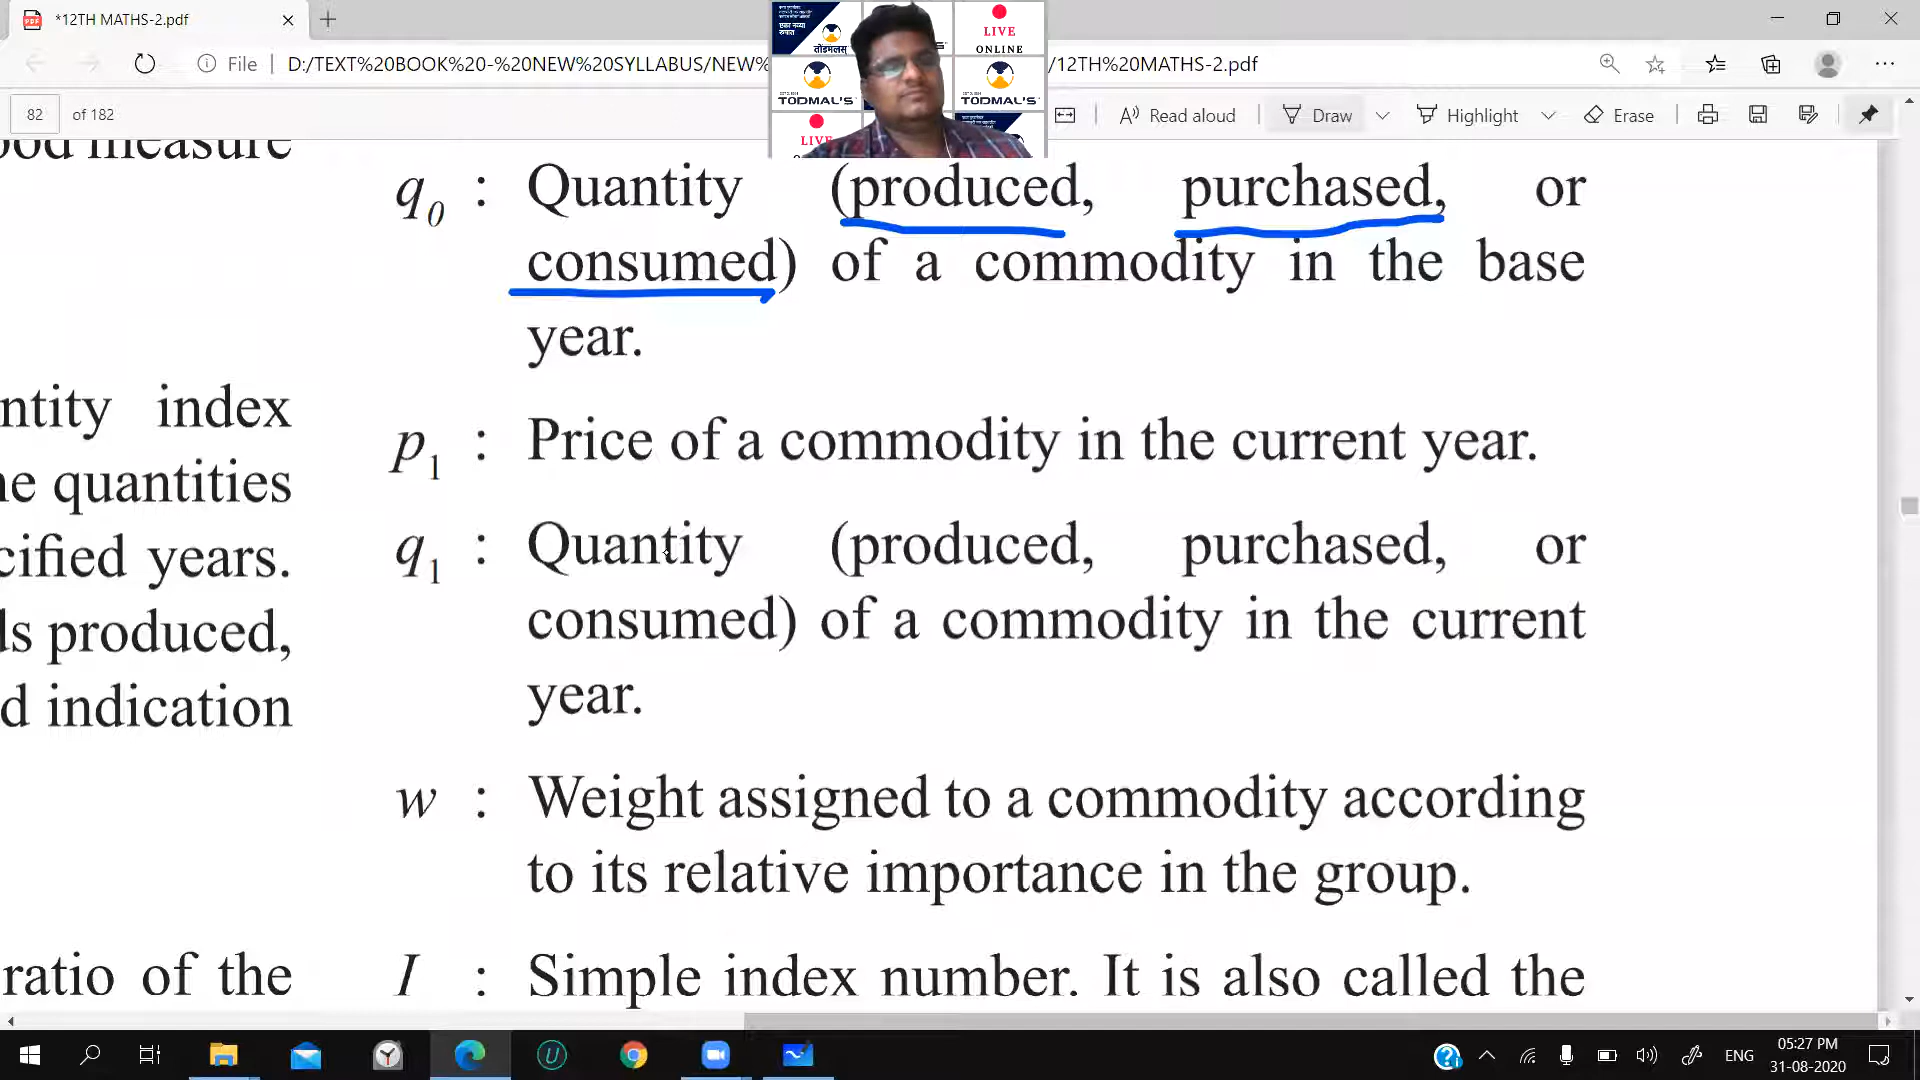 *12TH MATHS-2.pdf
File
D:/TEXT%20BOOK%20-%20NEW%20SYLLABUS/NEW%
/12TH%20MATHS-2.pdf
82 of 182
Read aloud
Draw
Highlight
Erase
तोडमलस्
LIVE
ONLINE
TODMAL'S
TODMAL'S
LIVE
ood measure
ntity index
ne quantities
cified years.
ds produced,
d indication
ratio of the
q0 : Quantity (produced, purchased, or
consumed) of a commodity in the base
year.
p1 : Price of a commodity in the current year.
q1 : Quantity (produced, purchased, or
consumed) of a commodity in the current
year.
w : Weight assigned to a commodity according
to its relative importance in the group.
I : Simple index number. It is also called the
ENG
05:27 PM
31-08-2020